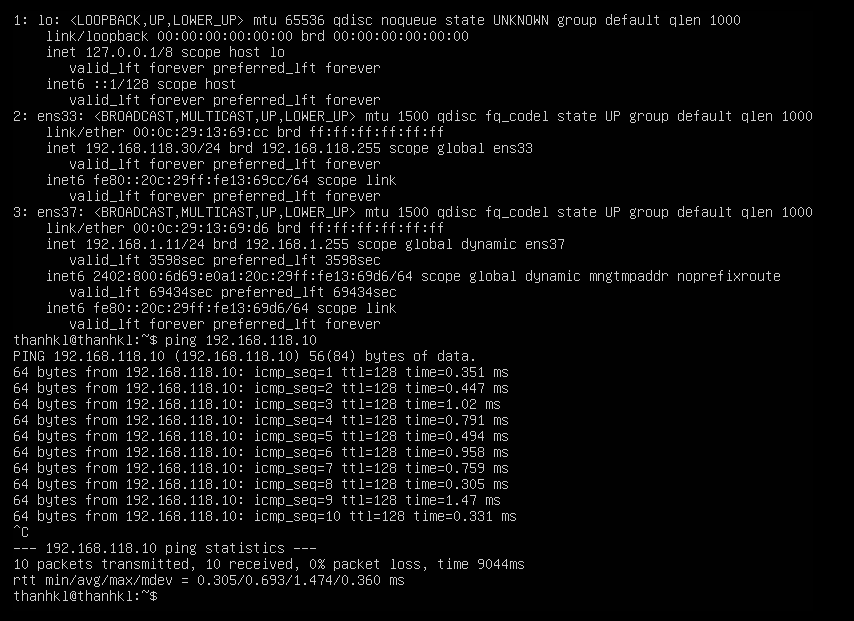 1: lo: <LOOPBACK,UP,LOWER_UP> mtu 65536 qdisc noqueue state UNKNOWN group default qlen 1000
    link/loopback 00:00:00:00:00:00 brd 00:00:00:00:00:00
    inet 127.0.0.1/8 scope host lo
       valid_lft forever preferred_lft forever
    inet6 ::1/128 scope host
       valid_lft forever preferred_lft forever
2: ens33: <BROADCAST,MULTICAST,UP,LOWER_UP> mtu 1500 qdisc fq_codel state UP group default qlen 1000
    link/ether 00:0c:29:13:69:cc brd ff:ff:ff:ff:ff:ff
    inet 192.168.118.30/24 brd 192.168.118.255 scope global ens33
       valid_lft forever preferred_lft forever
    inet6 fe80::20c:29ff:fe13:69cc/64 scope link
       valid_lft forever preferred_lft forever
3: ens37: <BROADCAST,MULTICAST,UP,LOWER_UP> mtu 1500 qdisc fq_codel state UP group default qlen 1000
    link/ether 00:0c:29:13:69:d6 brd ff:ff:ff:ff:ff:ff
    inet 192.168.1.11/24 brd 192.168.1.255 scope global dynamic ens37
       valid_lft 3598sec preferred_lft 3598sec
    inet6 2402:800:6d69:e0a1:20c:29ff:fe13:69d6/64 scope global dynamic mngtmpaddr noprefixroute
       valid_lft 69434sec preferred_lft 69434sec
    inet6 fe80::20c:29ff:fe13:69d6/64 scope link
       valid_lft forever preferred_lft forever
thanhkl@thanhkl:~$ ping 192.168.118.10
PING 192.168.118.10 (192.168.118.10) 56(84) bytes of data.
64 bytes from 192.168.118.10: icmp_seq=1 ttl=128 time=0.351 ms
64 bytes from 192.168.118.10: icmp_seq=2 ttl=128 time=0.447 ms
64 bytes from 192.168.118.10: icmp_seq=3 ttl=128 time=1.02 ms
64 bytes from 192.168.118.10: icmp_seq=4 ttl=128 time=0.791 ms
64 bytes from 192.168.118.10: icmp_seq=5 ttl=128 time=0.494 ms
64 bytes from 192.168.118.10: icmp_seq=6 ttl=128 time=0.958 ms
64 bytes from 192.168.118.10: icmp_seq=7 ttl=128 time=0.759 ms
64 bytes from 192.168.118.10: icmp_seq=8 ttl=128 time=0.305 ms
64 bytes from 192.168.118.10: icmp_seq=9 ttl=128 time=1.47 ms
64 bytes from 192.168.118.10: icmp_seq=10 ttl=128 time=0.331 ms
^C
--- 192.168.118.10 ping statistics ---
10 packets transmitted, 10 received, 0% packet loss, time 9044ms
rtt min/avg/max/mdev = 0.305/0.693/1.474/0.360 ms
thanhkl@thanhkl:~$